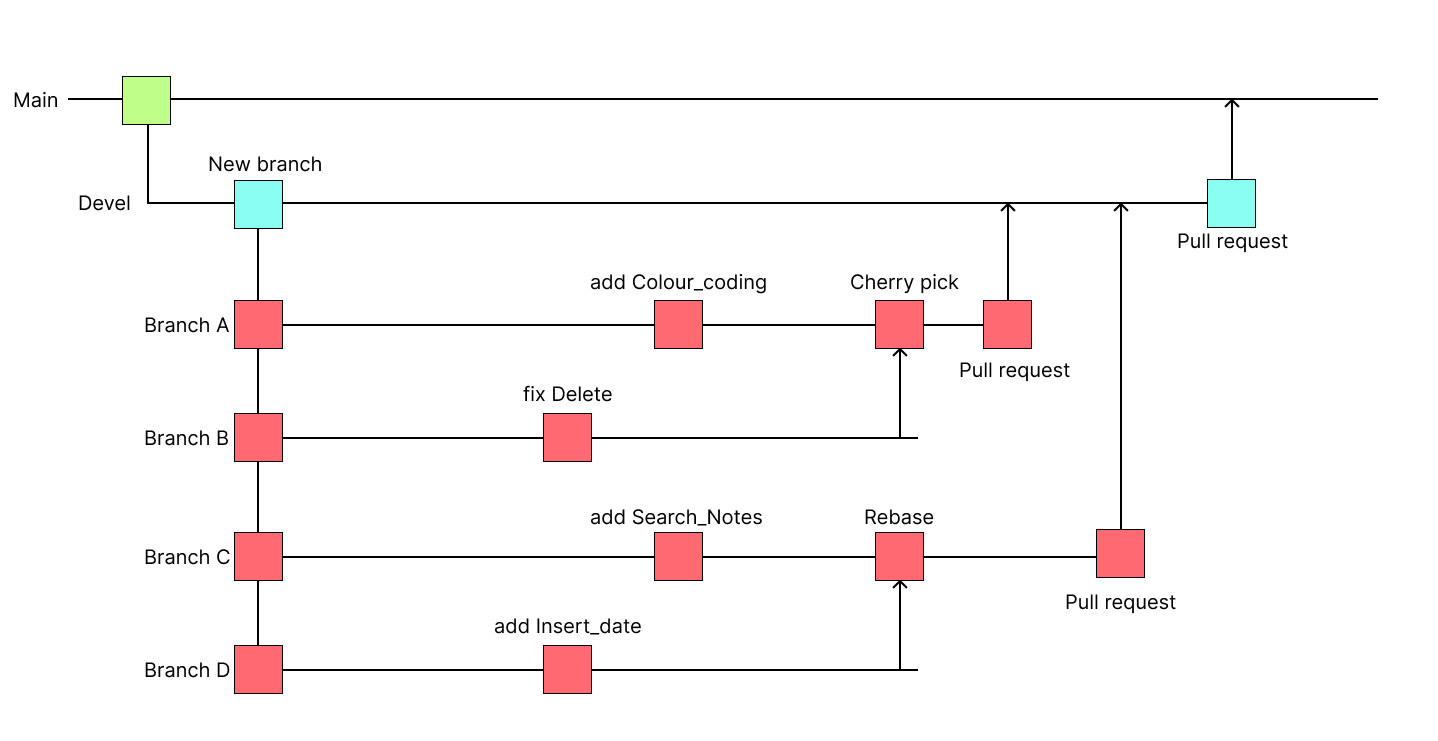 Main
New branch
Devel
Pull request
add Colour_coding
Cherry pick
Branch A
Pull request
fix Delete
Branch B
add Search_Notes
Rebase
Branch C
Pull request
add Insert_date
Branch D